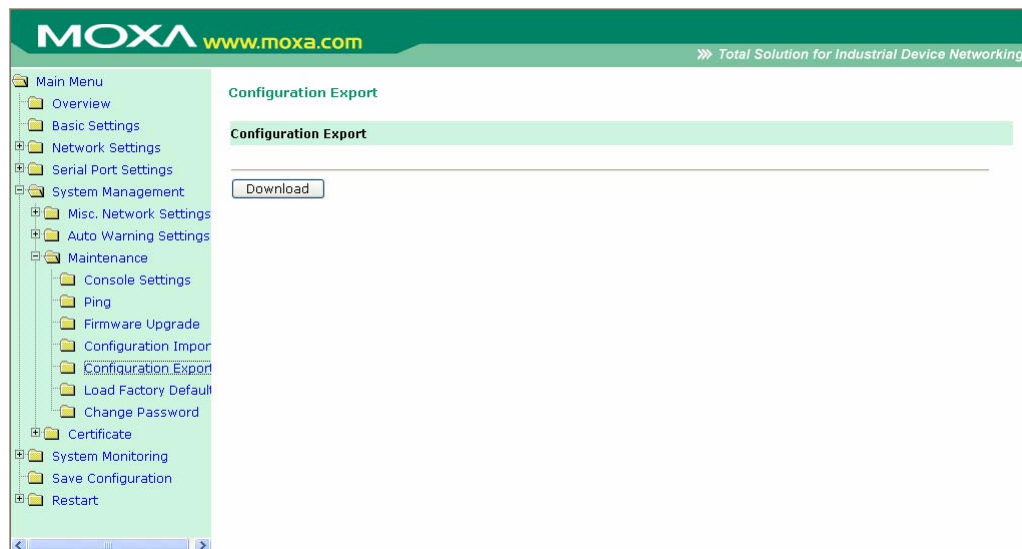 MOXA www.moxa.com
Total Solution for Industrial Device Networking
Main Menu
Overview
Basic Settings
Network Settings
Serial Port Settings
System Management
Misc. Network Settings
Auto Warning Settings
Maintenance
Console Settings
Ping
Firmware Upgrade
Configuration Impor
Configuration Export
Load Factory Default
Change Password
Certificate
System Monitoring
Save Configuration
Restart
Configuration Export
Configuration Export
Download